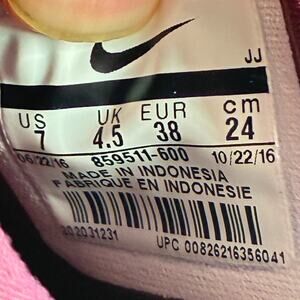 JJ
US UK EUR cm
7 4.5 38 24
06/22/16 859511-600 10/22/16
MADE IN INDONESIA
FABRIQUE EN INDONESIE
202031231
UPC 00826216356041